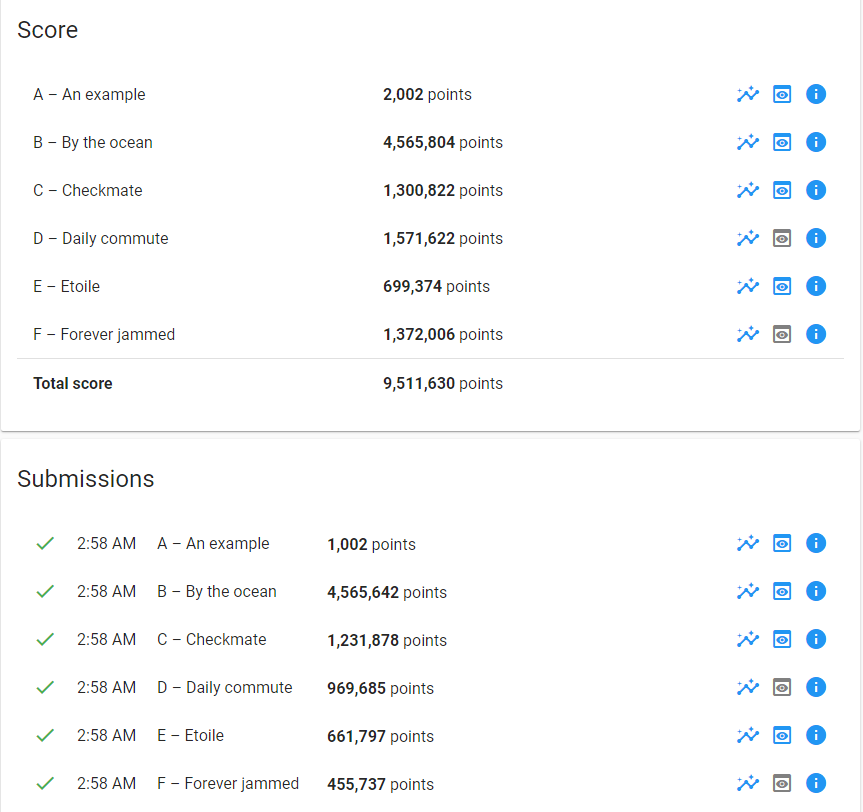 Score
A – An example 2,002 points
B – By the ocean 4,565,804 points
C – Checkmate 1,300,822 points
D – Daily commute 1,571,622 points
E – Etoile 699,374 points
F – Forever jammed 1,372,006 points
Total score 9,511,630 points
Submissions
2:58 AM A – An example 1,002 points
2:58 AM B – By the ocean 4,565,642 points
2:58 AM C – Checkmate 1,231,878 points
2:58 AM D – Daily commute 969,685 points
2:58 AM E – Etoile 661,797 points
2:58 AM F – Forever jammed 455,737 points